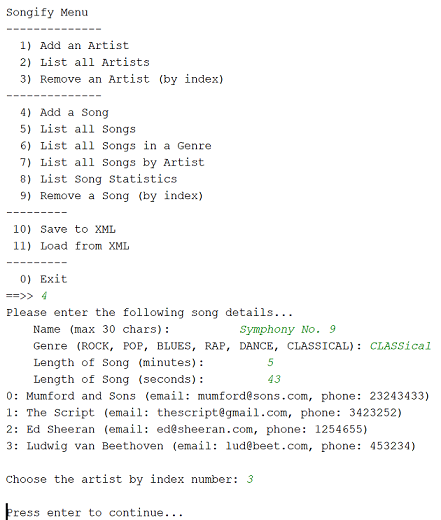 Songify Menu
--------------
1) Add an Artist
2) List all Artists
3) Remove an Artist (by index)
--------------
4) Add a Song
5) List all Songs
6) List all Songs in a Genre
7) List all Songs by Artist
8) List Song Statistics
9) Remove a Song (by index)
---------
10) Save to XML
11) Load from XML
---------
0) Exit
==>> 4
Please enter the following song details...
Name (max 30 chars): Symphony No. 9
Genre (ROCK, POP, BLUES, RAP, DANCE, CLASSICAL): CLASSical
Length of Song (minutes): 5
Length of Song (seconds): 43
0: Mumford and Sons (email: mumford@sons.com, phone: 23243433)
1: The Script (email: thescript@gmail.com, phone: 3423252)
2: Ed Sheeran (email: ed@sheeran.com, phone: 1254655)
3: Ludwig van Beethoven (email: lud@beet.com, phone: 453234)
Choose the artist by index number: 3
Press enter to continue...